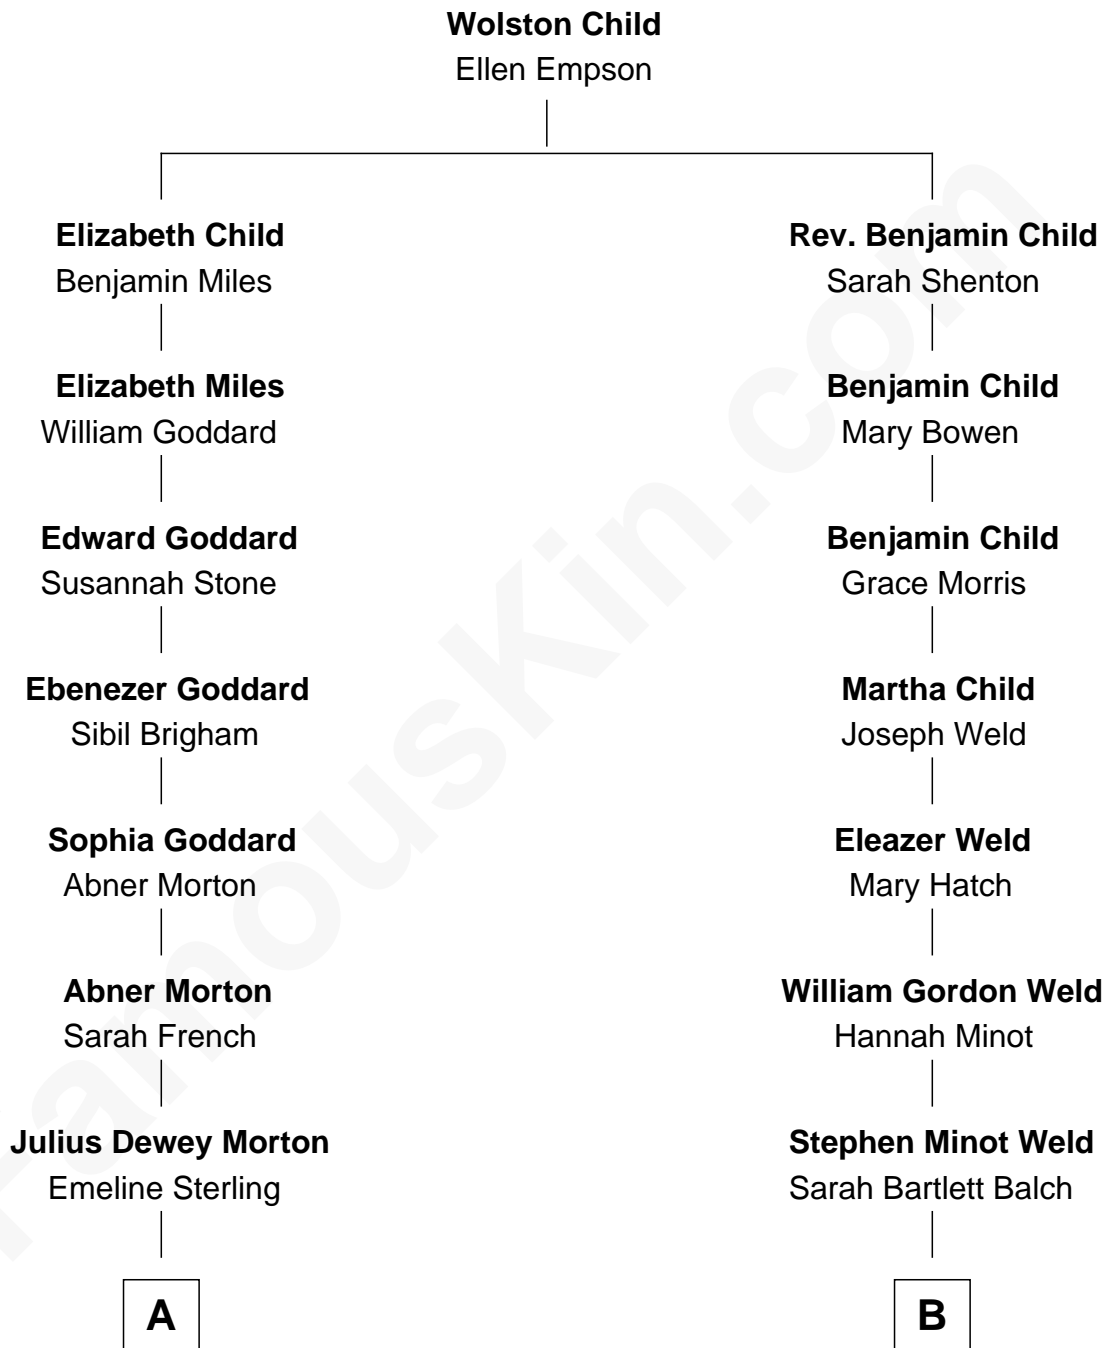 Wolston Child
Ellen Empson
Elizabeth Child
Benjamin Miles
Rev. Benjamin Child
Sarah Shenton
Elizabeth Miles
William Goddard
Benjamin Child
Mary Bowen
Edward Goddard
Susannah Stone
Benjamin Child
Grace Morris
Ebenezer Goddard
Sibil Brigham
Martha Child
Joseph Weld
Sophia Goddard
Abner Morton
Eleazer Weld
Mary Hatch
Abner Morton
Sarah French
William Gordon Weld
Hannah Minot
Julius Dewey Morton
Emeline Sterling
Stephen Minot Weld
Sarah Bartlett Balch
A
B
FamousKin.com